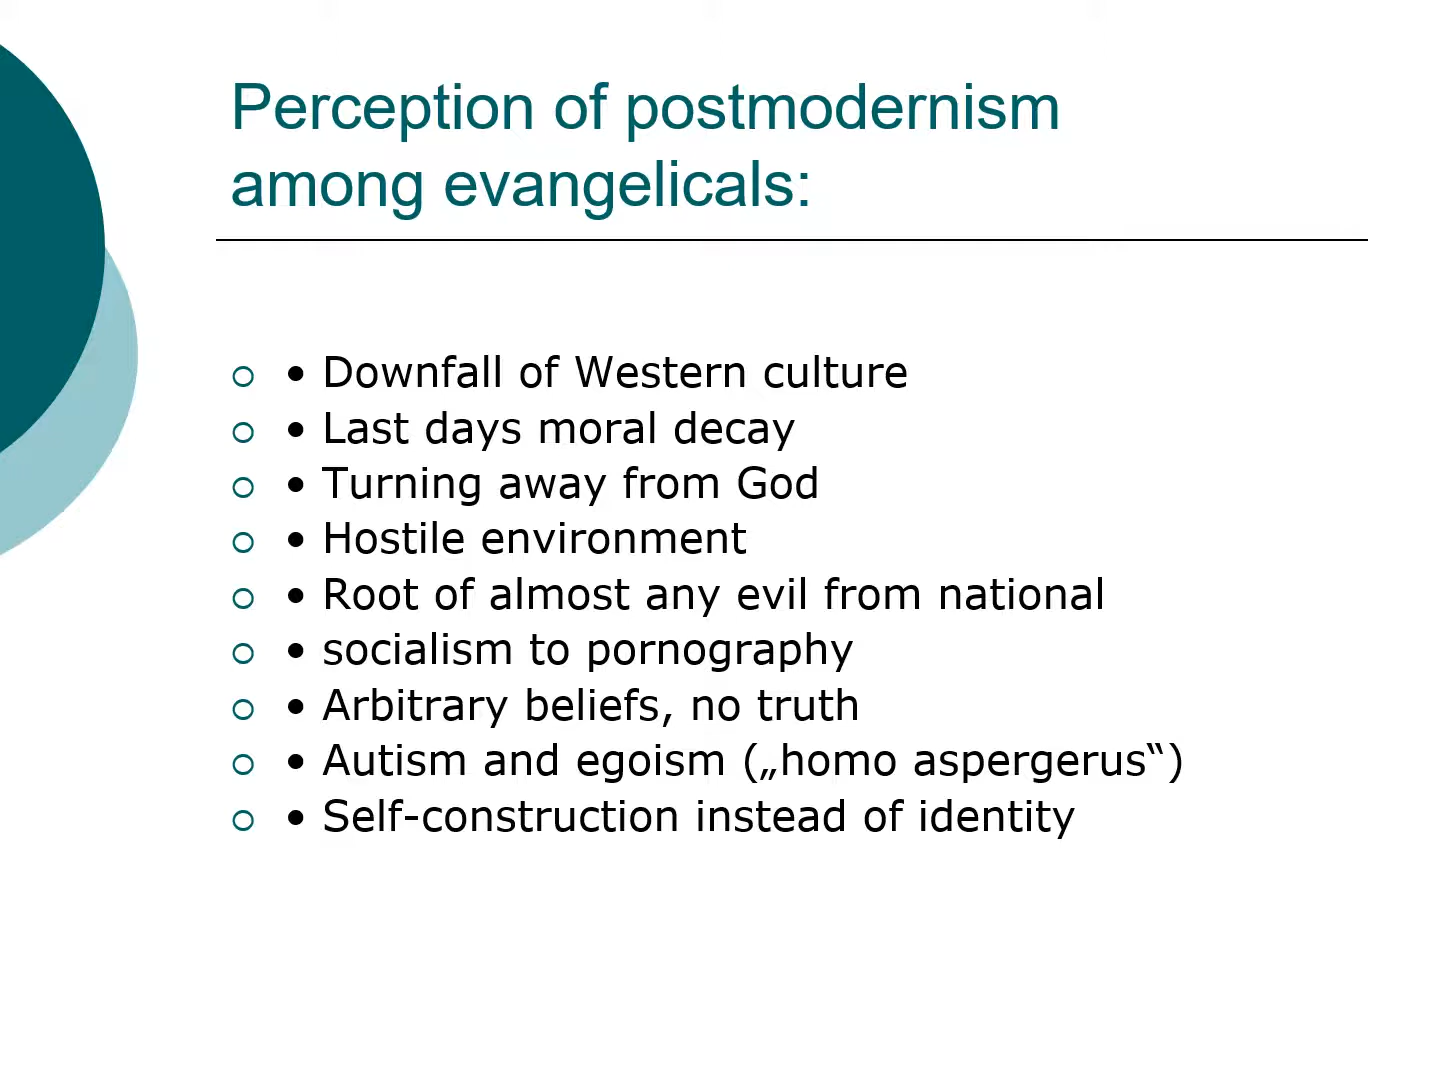 Perception of postmodernism
among evangelicals:
• Downfall of Western culture
• Last days moral decay
• Turning away from God
• Hostile environment
• Root of almost any evil from national
• socialism to pornography
• Arbitrary beliefs, no truth
• Autism and egoism („homo aspergerus“)
• Self-construction instead of identity